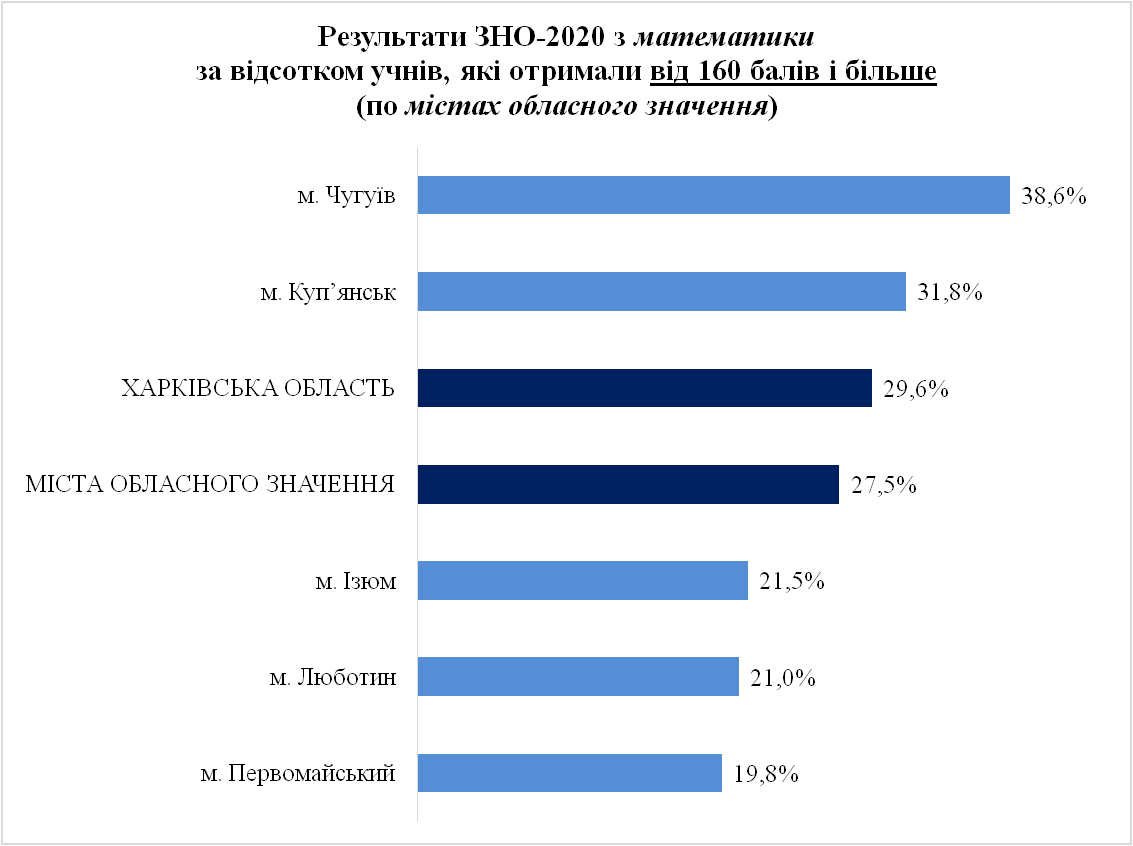 Результати ЗНО-2020 з математики
за відсотком учнів, які отримали від 160 балів і більше
(по містах обласного значення)
м. Чугуїв 38,6%
м. Куп’янськ 31,8%
ХАРКІВСЬКА ОБЛАСТЬ 29,6%
МІСТА ОБЛАСНОГО ЗНАЧЕННЯ 27,5%
м. Ізюм 21,5%
м. Люботин 21,0%
м. Первомайський 19,8%